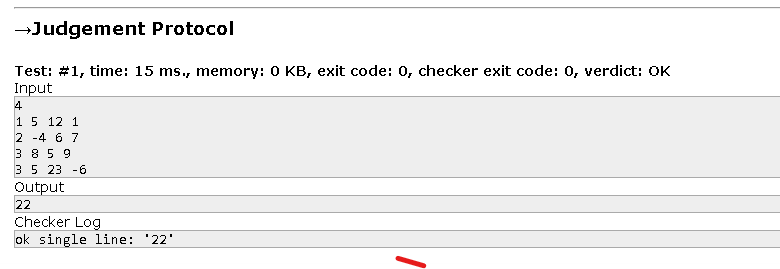 →Judgement Protocol
Test: #1, time: 15 ms., memory: 0 KB, exit code: 0, checker exit code: 0, verdict: OK
Input
4
1 5 12 1
2 -4 6 7
3 8 5 9
3 5 23 -6
Output
22
Checker Log
ok single line: '22'